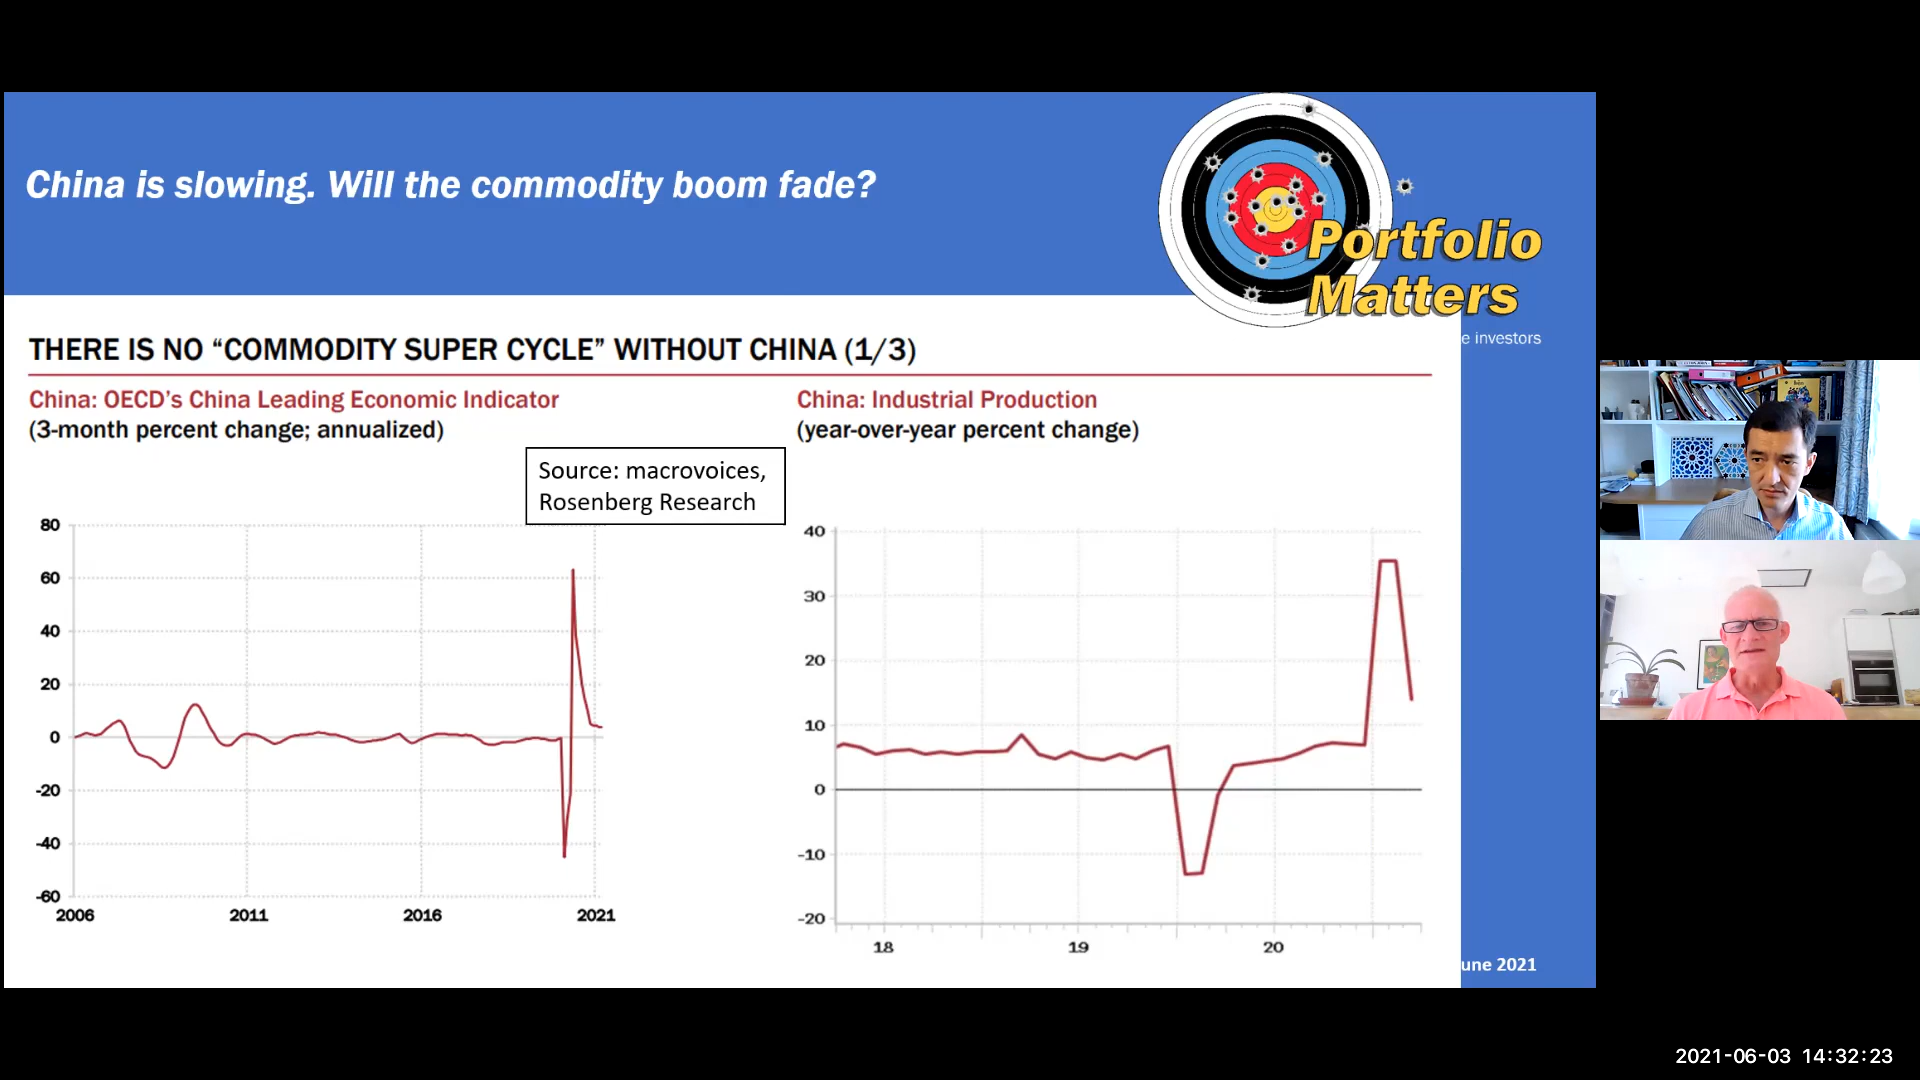 China is slowing. Will the commodity boom fade?
Portfolio
Matters
e investors
THERE IS NO “COMMODITY SUPER CYCLE” WITHOUT CHINA (1/3)
China: OECD’s China Leading Economic Indicator
(3-month percent change; annualized)
China: Industrial Production
(year-over-year percent change)
Source: macrovoices,
Rosenberg Research
80
60
40
20
0
-20
-40
-60
2006
2011
2016
2021
40
30
20
10
0
-10
-20
18
19
20
une 2021
2021-06-03 14:32:23